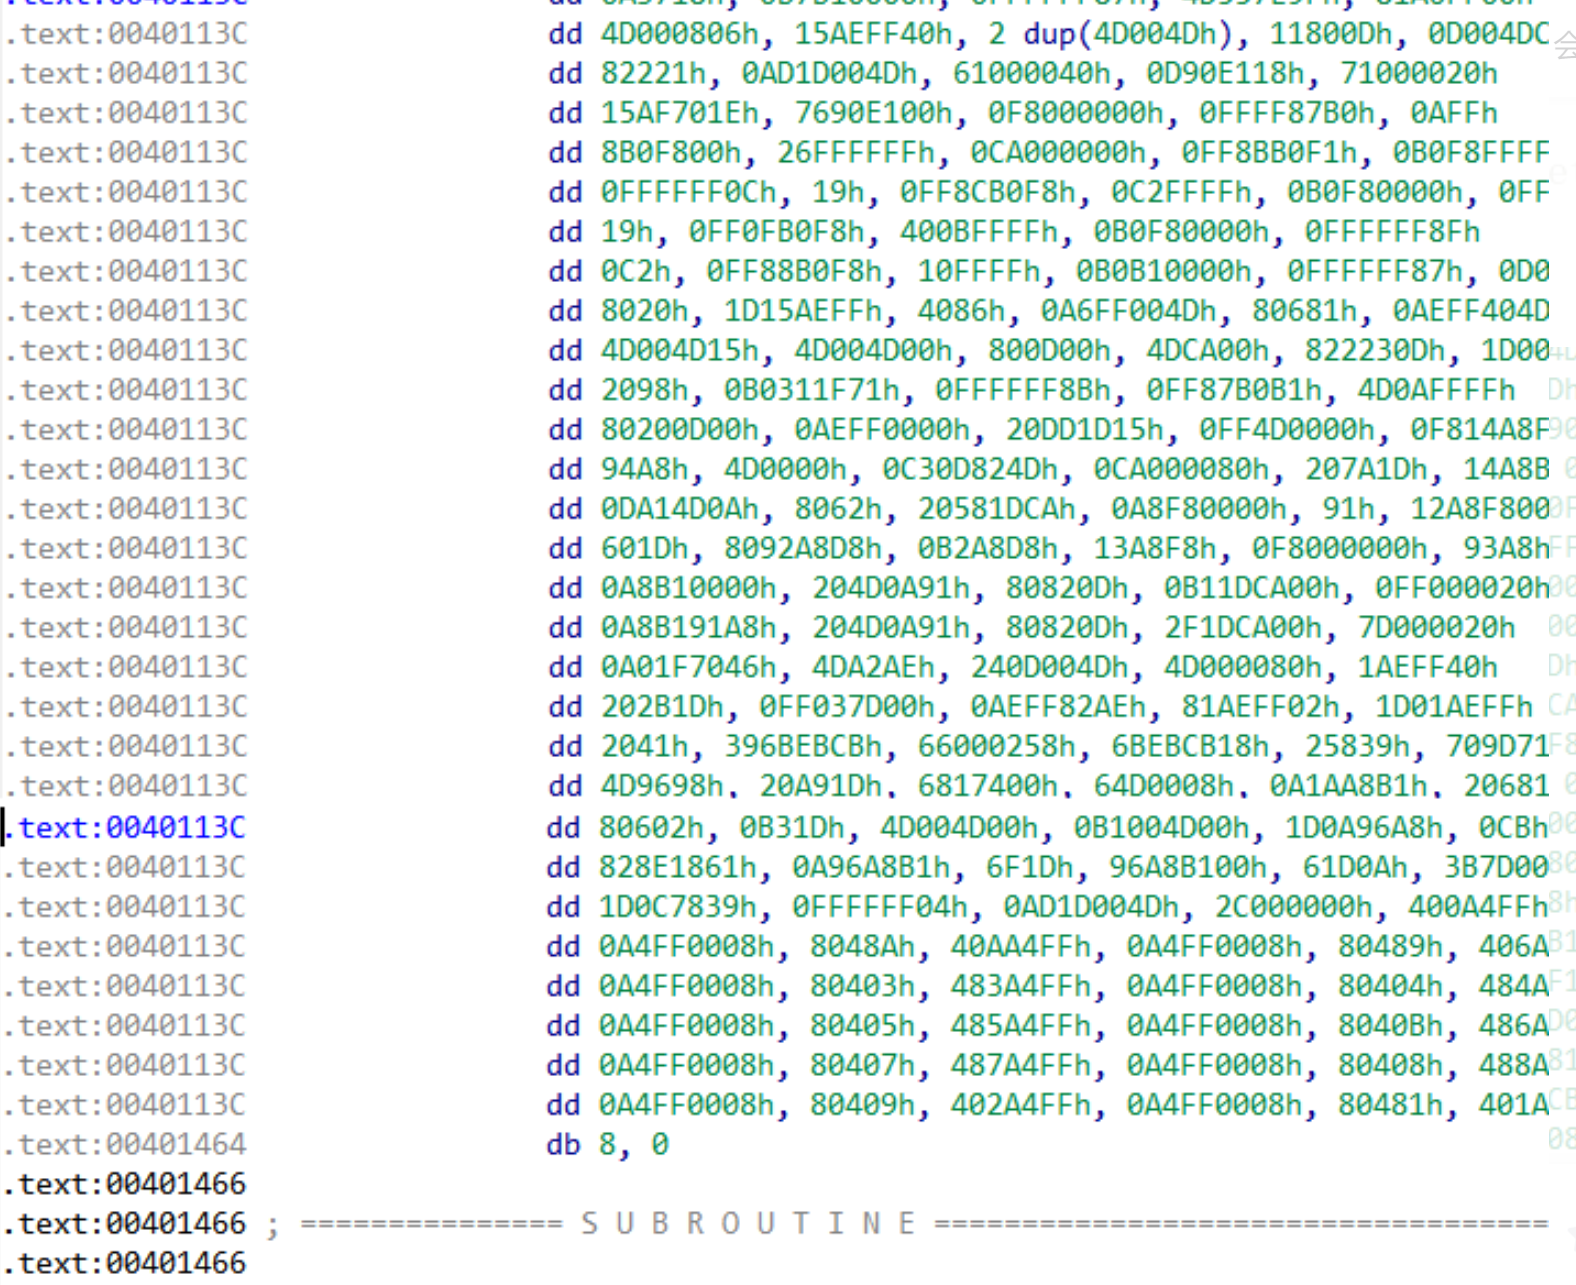 .text:0040113C dd 4D000806h, 15AEFF40h, 2 dup(4D004Dh), 11800Dh, 0D004DC
.text:0040113C dd 82221h, 0AD1D004Dh, 61000040h, 0D90E118h, 71000020h
.text:0040113C dd 15AF701Eh, 7690E100h, 0F8000000h, 0FFFF87B0h, 0AFFh
.text:0040113C dd 8B0F800h, 26FFFFFFh, 0CA000000h, 0FF8BB0F1h, 0B0F8FFFF
.text:0040113C dd 0FFFFFF0Ch, 19h, 0FF8CB0F8h, 0C2FFFFh, 0B0F80000h, 0FF
.text:0040113C dd 19h, 0FF0FB0F8h, 400BFFFFh, 0B0F80000h, 0FFFFFF8Fh
.text:0040113C dd 0C2h, 0FF88B0F8h, 10FFFFh, 0B0B10000h, 0FFFFFF87h, 0D0
.text:0040113C dd 8020h, 1D15AEFFh, 4086h, 0A6FF004Dh, 80681h, 0AEFF404D
.text:0040113C dd 4D004D15h, 4D004D00h, 800D00h, 4DCA00h, 822230Dh, 1D00
.text:0040113C dd 2098h, 0B0311F71h, 0FFFFFF8Bh, 0FF87B0B1h, 4D0AFFFFh
.text:0040113C dd 80200D00h, 0AEFF0000h, 20DD1D15h, 0FF4D0000h, 0F814A8F
.text:0040113C dd 94A8h, 4D0000h, 0C30D824Dh, 0CA000080h, 207A1Dh, 14A8B
.text:0040113C dd 0DA14D0Ah, 8062h, 20581DCAh, 0A8F80000h, 91h, 12A8F800
.text:0040113C dd 601Dh, 8092A8D8h, 0B2A8D8h, 13A8F8h, 0F8000000h, 93A8h
.text:0040113C dd 0A8B10000h, 204D0A91h, 80820Dh, 0B11DCA00h, 0FF000020h
.text:0040113C dd 0A8B191A8h, 204D0A91h, 80820Dh, 2F1DCA00h, 7D000020h
.text:0040113C dd 0A01F7046h, 4DA2AEh, 240D004Dh, 4D000080h, 1AEFF40h
.text:0040113C dd 202B1Dh, 0FF037D00h, 0AEFF82AEh, 81AEFF02h, 1D01AEFFh
.text:0040113C dd 2041h, 396BEBCBh, 66000258h, 6BEBCB18h, 25839h, 709D71
.text:0040113C dd 4D9698h, 20A91Dh, 6817400h, 64D0008h, 0A1AA8B1h, 20681
.text:0040113C dd 80602h, 0B31Dh, 4D004D00h, 0B1004D00h, 1D0A96A8h, 0CBh
.text:0040113C dd 828E1861h, 0A96A8B1h, 6F1Dh, 96A8B100h, 61D0Ah, 3B7D00
.text:0040113C dd 1D0C7839h, 0FFFFFF04h, 0AD1D004Dh, 2C000000h, 400A4FFh
.text:0040113C dd 0A4FF0008h, 8048Ah, 40AA4FFh, 0A4FF0008h, 80489h, 406A
.text:0040113C dd 0A4FF0008h, 80403h, 483A4FFh, 0A4FF0008h, 80404h, 484A
.text:0040113C dd 0A4FF0008h, 80405h, 485A4FFh, 0A4FF0008h, 8040Bh, 486A
.text:0040113C dd 0A4FF0008h, 80407h, 487A4FFh, 0A4FF0008h, 80408h, 488A
.text:0040113C dd 0A4FF0008h, 80409h, 402A4FFh, 0A4FF0008h, 80481h, 401A
.text:00401464 db 8, 0
.text:00401466
.text:00401466 ; =============== S U B R O U T I N E ===================================
.text:00401466